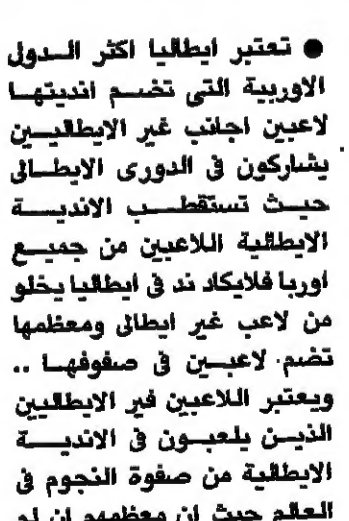 ● تعتبر ايطاليا اكثر الدول
الاوربية التى تضم انديتها
لاعبين اجانب غير الايطاليين
يشاركون فى الدورى الايطالى
حيث تستقطب الاندية
الايطالية اللاعبين من جميع
اوربا فلايكاد ند فى ايطاليا يخلو
من لاعب غير ايطالى ومعظمها
تضم لاعبين فى صفوفها ..
ويعتبر اللاعبين غير الايطاليين
الذين يلعبون فى الاندية
الايطالية من صفوة النجوم فى
العالم حيث ان معظمهم ان لم